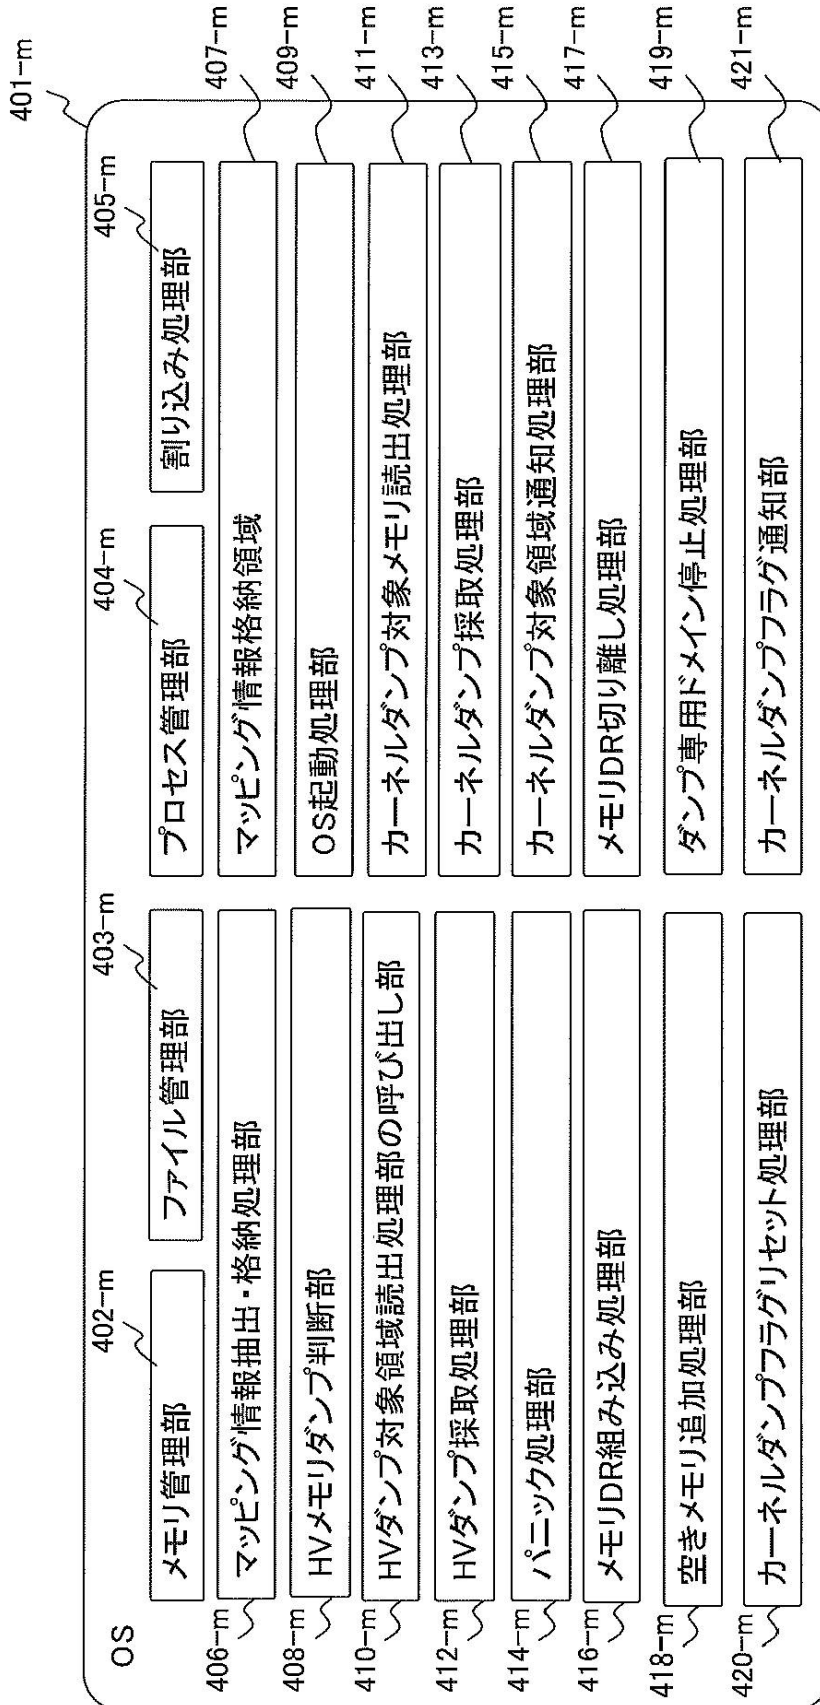 401-m
OS
402-m
403-m
404-m
405-m
メモリ管理部
ファイル管理部
プロセス管理部
割り込み処理部
406-m
マッピング情報抽出・格納処理部
マッピング情報格納領域
407-m
408-m
HVメモリダンプ判断部
OS起動処理部
409-m
410-m
HVダンプ対象領域読出処理部の呼び出し部
カーネルダンプ対象メモリ読出処理部
411-m
412-m
HVダンプ採取処理部
カーネルダンプ採取処理部
413-m
414-m
パニック処理部
カーネルダンプ対象領域通知処理部
415-m
416-m
メモリDR組み込み処理部
メモリDR切り離し処理部
417-m
418-m
空きメモリ追加処理部
ダンプ専用ドメイン停止処理部
419-m
420-m
カーネルダンプフラグリセット処理部
カーネルダンプフラグ通知部
421-m